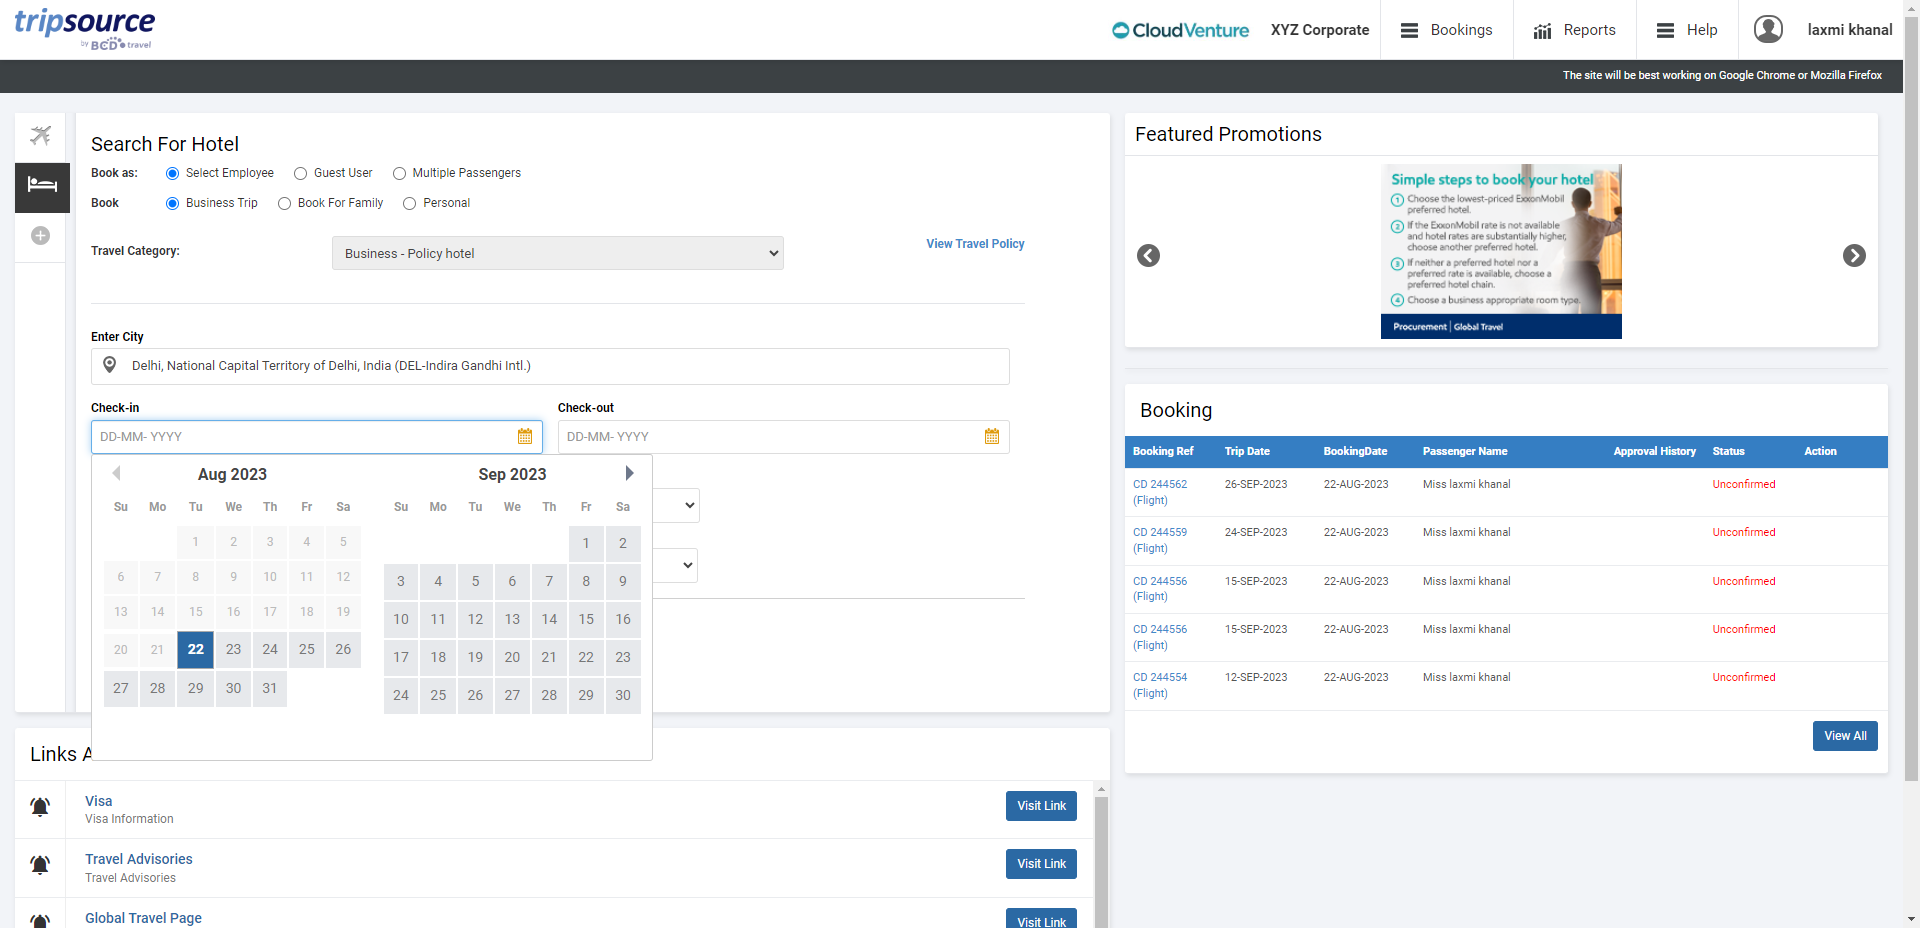 tripsource
by BCD travel
CloudVenture
XYZ Corporate
Bookings
Reports
Help
laxmi khanal
The site will be best working on Google Chrome or Mozilla Firefox
Search For Hotel
Book as:
Select Employee
Guest User
Multiple Passengers
Book
Business Trip
Book For Family
Personal
Travel Category:
Business - Policy hotel
View Travel Policy
Enter City
Delhi, National Capital Territory of Delhi, India (DEL-Indira Gandhi Intl.)
Check-in
Check-out
DD-MM- YYYY
DD-MM- YYYY
Aug 2023
Su Mo Tu We Th Fr Sa
1 2 3 4 5
6 7 8 9 10 11 12
13 14 15 16 17 18 19
20 21 22 23 24 25 26
27 28 29 30 31
Sep 2023
Su Mo Tu We Th Fr Sa
1 2
3 4 5 6 7 8 9
10 11 12 13 14 15 16
17 18 19 20 21 22 23
24 25 26 27 28 29 30
Links A
Visa
Visa Information
Visit Link
Travel Advisories
Travel Advisories
Visit Link
Global Travel Page
Visit Link
Featured Promotions
Simple steps to book your hotel
1 Choose the lowest-priced ExxonMobil
preferred hotel.
2 If the ExxonMobil rate is not available
and hotel rates are substantially higher,
choose another preferred hotel.
3 If neither a preferred hotel nor a
preferred rate is available, choose a
preferred hotel chain.
4 Choose a business appropriate room type.
Procurement | Global Travel
Booking
Booking Ref Trip Date BookingDate Passenger Name Approval History Status Action
CD 244562 26-SEP-2023 22-AUG-2023 Miss laxmi khanal Unconfirmed
(Flight)
CD 244559 24-SEP-2023 22-AUG-2023 Miss laxmi khanal Unconfirmed
(Flight)
CD 244556 15-SEP-2023 22-AUG-2023 Miss laxmi khanal Unconfirmed
(Flight)
CD 244556 15-SEP-2023 22-AUG-2023 Miss laxmi khanal Unconfirmed
(Flight)
CD 244554 12-SEP-2023 22-AUG-2023 Miss laxmi khanal Unconfirmed
(Flight)
View All